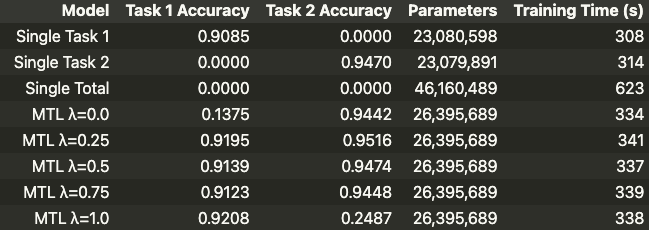 Model Task 1 Accuracy Task 2 Accuracy Parameters Training Time (s)
Single Task 1 0.9085 0.0000 23,080,598 308
Single Task 2 0.0000 0.9470 23,079,891 314
Single Total 0.0000 0.0000 46,160,489 623
MTL λ=0.0 0.1375 0.9442 26,395,689 334
MTL λ=0.25 0.9195 0.9516 26,395,689 341
MTL λ=0.5 0.9139 0.9474 26,395,689 337
MTL λ=0.75 0.9123 0.9448 26,395,689 339
MTL λ=1.0 0.9208 0.2487 26,395,689 338